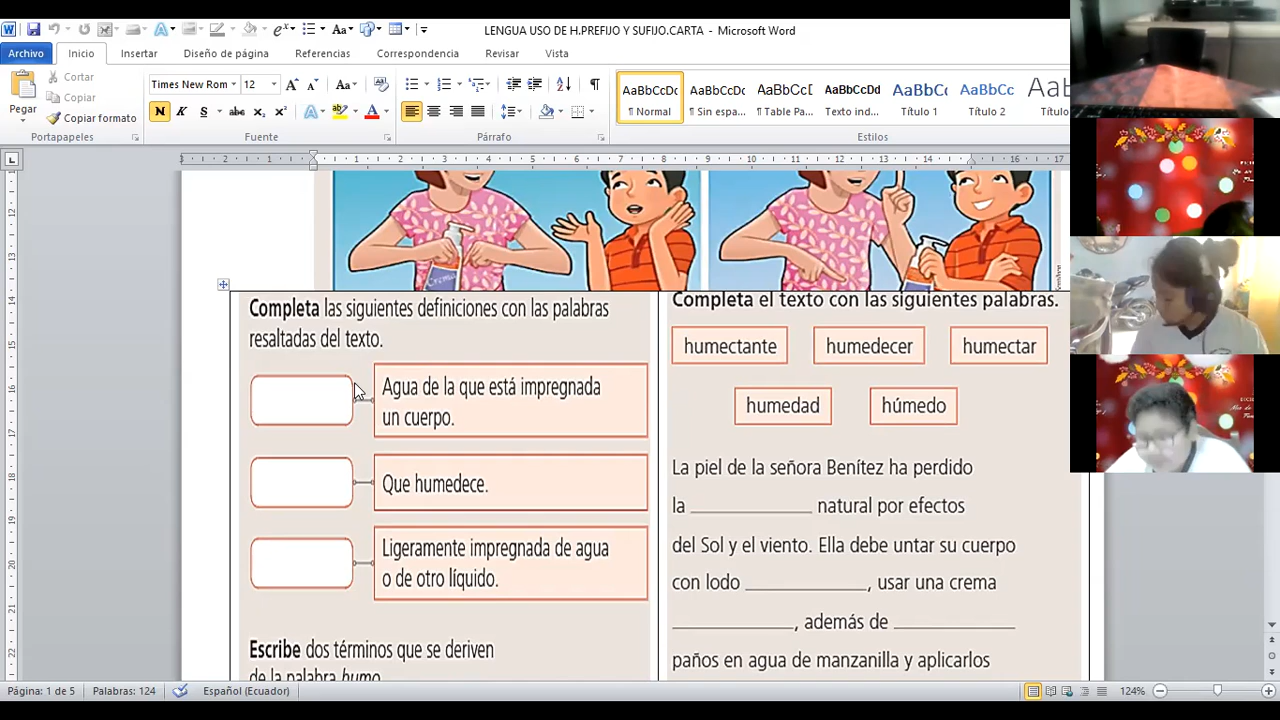 LENGUA USO DE H.PREFIJO Y SUFIJO.CARTA - Microsoft Word
Archivo Inicio Insertar Diseño de página Referencias Correspondencia Revisar Vista
Pegar
Cortar
Copiar
Copiar formato
Portapapeles
Times New Rom 12
Fuente
Párrafo
AaBbCcDc AaBbCcDc AaBbCcD AaBbCcDd AaBbCc AaBbCc Aa
¶ Normal ¶ Sin espa... ¶ Table Pa... Texto ind... Título 1 Título 2 Título
Estilos
Completa las siguientes definiciones con las palabras
resaltadas del texto.
Agua de la que está impregnada
un cuerpo.
Que humedece.
Ligeramente impregnada de agua
o de otro líquido.
Escribe dos términos que se deriven
de la palabra humo
Completa el texto con las siguientes palabras.
humectante humedecer humectar
humedad húmedo
La piel de la señora Benítez ha perdido
la ____________ natural por efectos
del Sol y el viento. Ella debe untar su cuerpo
con lodo ____________, usar una crema
____________, además de ____________
paños en agua de manzanilla y aplicarlos
Página: 1 de 5 Palabras: 124 Español (Ecuador) 124%